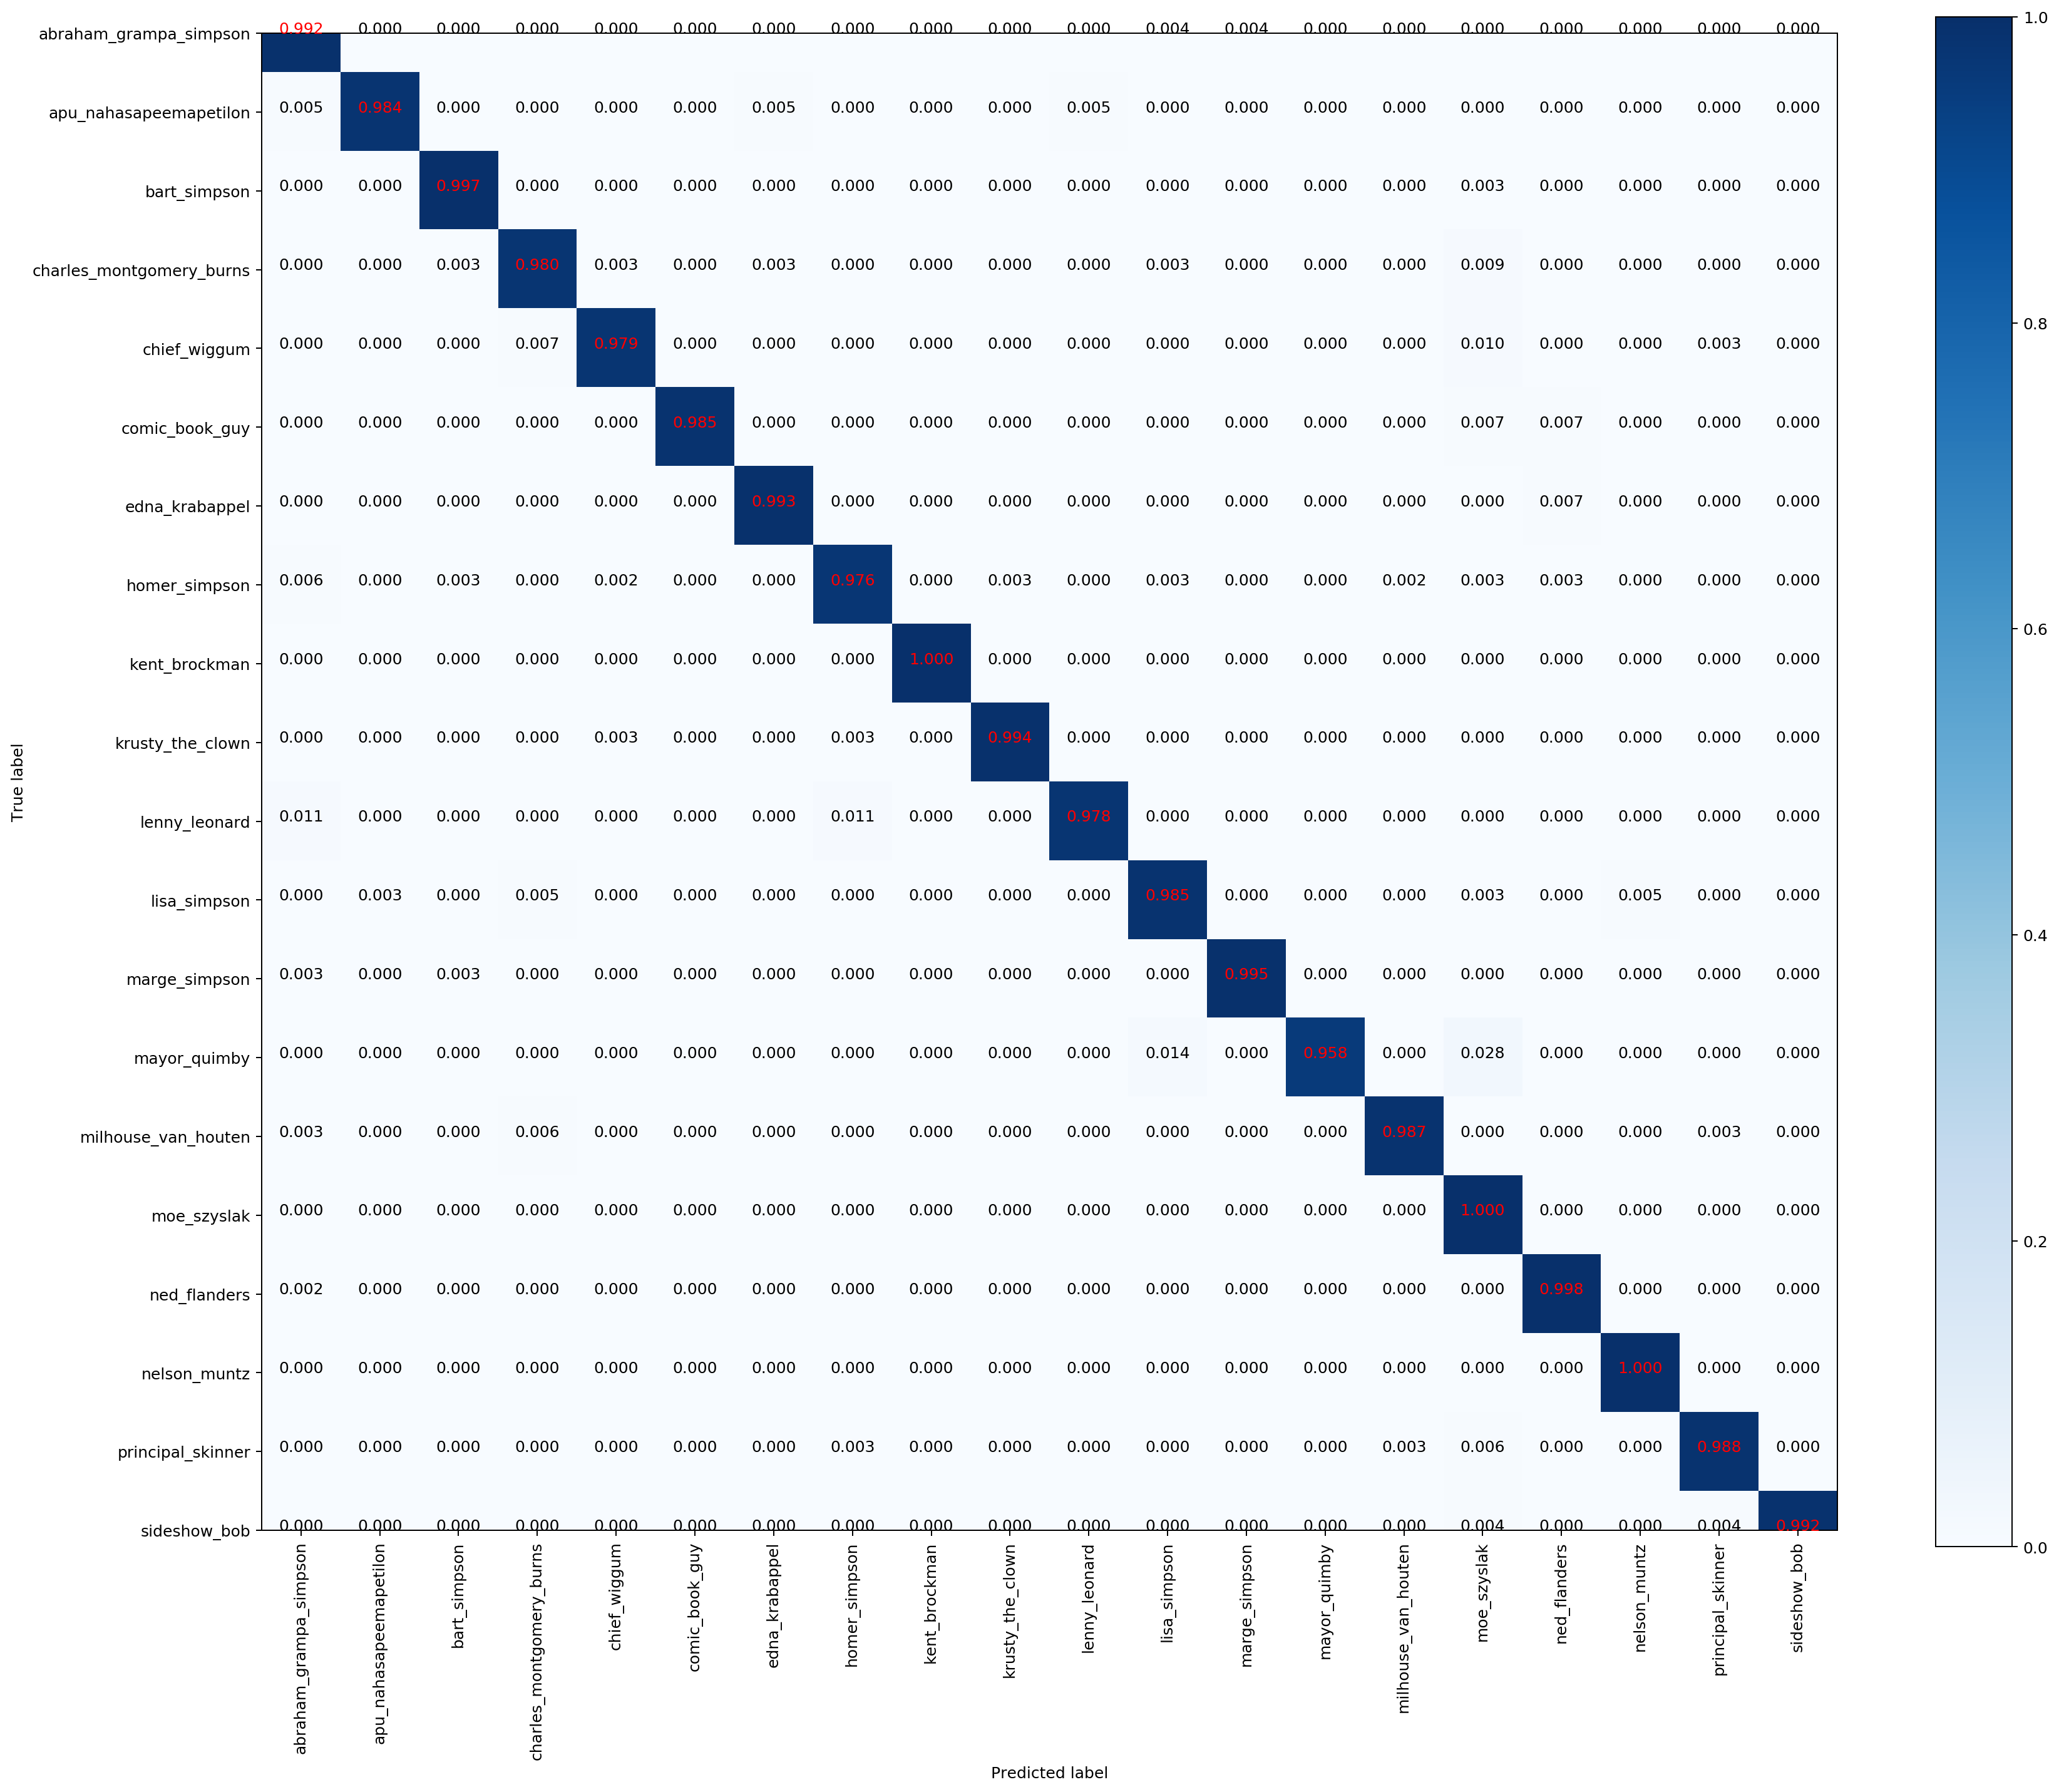 abraham_grampa_simpson 0.992 0.000 0.000 0.000 0.000 0.000 0.000 0.000 0.000 0.000 0.000 0.004 0.004 0.000 0.000 0.000 0.000 0.000 0.000 0.000 1.0
apu_nahasapeemapetilon 0.005 0.984 0.000 0.000 0.000 0.000 0.005 0.000 0.000 0.000 0.005 0.000 0.000 0.000 0.000 0.000 0.000 0.000 0.000 0.000
bart_simpson 0.000 0.000 0.997 0.000 0.000 0.000 0.000 0.000 0.000 0.000 0.000 0.000 0.000 0.000 0.000 0.003 0.000 0.000 0.000 0.000
charles_montgomery_burns 0.000 0.000 0.003 0.980 0.003 0.000 0.003 0.000 0.000 0.000 0.000 0.003 0.000 0.000 0.000 0.009 0.000 0.000 0.000 0.000
0.8
chief_wiggum 0.000 0.000 0.000 0.007 0.979 0.000 0.000 0.000 0.000 0.000 0.000 0.000 0.000 0.000 0.000 0.010 0.000 0.000 0.003 0.000
comic_book_guy 0.000 0.000 0.000 0.000 0.000 0.985 0.000 0.000 0.000 0.000 0.000 0.000 0.000 0.000 0.000 0.007 0.007 0.000 0.000 0.000
edna_krabappel 0.000 0.000 0.000 0.000 0.000 0.000 0.993 0.000 0.000 0.000 0.000 0.000 0.000 0.000 0.000 0.000 0.007 0.000 0.000 0.000
homer_simpson 0.006 0.000 0.003 0.000 0.002 0.000 0.000 0.976 0.000 0.003 0.000 0.003 0.000 0.000 0.002 0.003 0.003 0.000 0.000 0.000
0.6
kent_brockman 0.000 0.000 0.000 0.000 0.000 0.000 0.000 0.000 1.000 0.000 0.000 0.000 0.000 0.000 0.000 0.000 0.000 0.000 0.000 0.000
krusty_the_clown 0.000 0.000 0.000 0.000 0.003 0.000 0.000 0.003 0.000 0.994 0.000 0.000 0.000 0.000 0.000 0.000 0.000 0.000 0.000 0.000
True label
lenny_leonard 0.011 0.000 0.000 0.000 0.000 0.000 0.000 0.011 0.000 0.000 0.978 0.000 0.000 0.000 0.000 0.000 0.000 0.000 0.000 0.000
lisa_simpson 0.000 0.003 0.000 0.005 0.000 0.000 0.000 0.000 0.000 0.000 0.000 0.985 0.000 0.000 0.000 0.003 0.000 0.005 0.000 0.000
0.4
marge_simpson 0.003 0.000 0.003 0.000 0.000 0.000 0.000 0.000 0.000 0.000 0.000 0.000 0.995 0.000 0.000 0.000 0.000 0.000 0.000 0.000
mayor_quimby 0.000 0.000 0.000 0.000 0.000 0.000 0.000 0.000 0.000 0.000 0.000 0.014 0.000 0.958 0.000 0.028 0.000 0.000 0.000 0.000
milhouse_van_houten 0.003 0.000 0.000 0.006 0.000 0.000 0.000 0.000 0.000 0.000 0.000 0.000 0.000 0.000 0.987 0.000 0.000 0.000 0.003 0.000
moe_szyslak 0.000 0.000 0.000 0.000 0.000 0.000 0.000 0.000 0.000 0.000 0.000 0.000 0.000 0.000 0.000 1.000 0.000 0.000 0.000 0.000
0.2
ned_flanders 0.002 0.000 0.000 0.000 0.000 0.000 0.000 0.000 0.000 0.000 0.000 0.000 0.000 0.000 0.000 0.000 0.998 0.000 0.000 0.000
nelson_muntz 0.000 0.000 0.000 0.000 0.000 0.000 0.000 0.000 0.000 0.000 0.000 0.000 0.000 0.000 0.000 0.000 0.000 1.000 0.000 0.000
principal_skinner 0.000 0.000 0.000 0.000 0.000 0.000 0.000 0.003 0.000 0.000 0.000 0.000 0.000 0.000 0.003 0.006 0.000 0.000 0.988 0.000
sideshow_bob 0.000 0.000 0.000 0.000 0.000 0.000 0.000 0.000 0.000 0.000 0.000 0.000 0.000 0.000 0.000 0.004 0.000 0.000 0.004 0.992
0.0
abraham_grampa_simpson
apu_nahasapeemapetilon
bart_simpson
charles_montgomery_burns
chief_wiggum
comic_book_guy
edna_krabappel
homer_simpson
kent_brockman
krusty_the_clown
lenny_leonard
lisa_simpson
marge_simpson
mayor_quimby
milhouse_van_houten
moe_szyslak
ned_flanders
nelson_muntz
principal_skinner
sideshow_bob
Predicted label